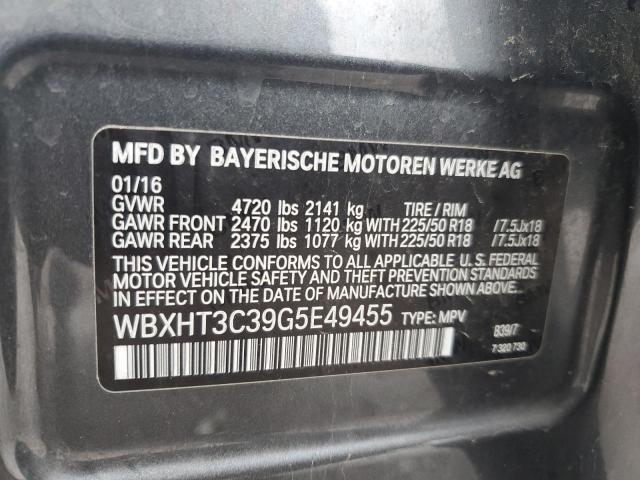 MFD BY BAYERISCHE MOTOREN WERKE AG
01/16
GVWR 4720 lbs 2141 kg TIRE / RIM
GAWR FRONT 2470 lbs 1120 kg WITH 225/50 R18 /7.5Jx18
GAWR REAR 2375 lbs 1077 kg WITH 225/50 R18 /7.5Jx18
THIS VEHICLE CONFORMS TO ALL APPLICABLE U. S. FEDERAL
MOTOR VEHICLE SAFETY AND THEFT PREVENTION STANDARDS
IN EFFECT ON THE DATE OF MANUFACTURE SHOWN ABOVE.
WBXHT3C39G5E49455 TYPE: MPV
839/7
7 320 730